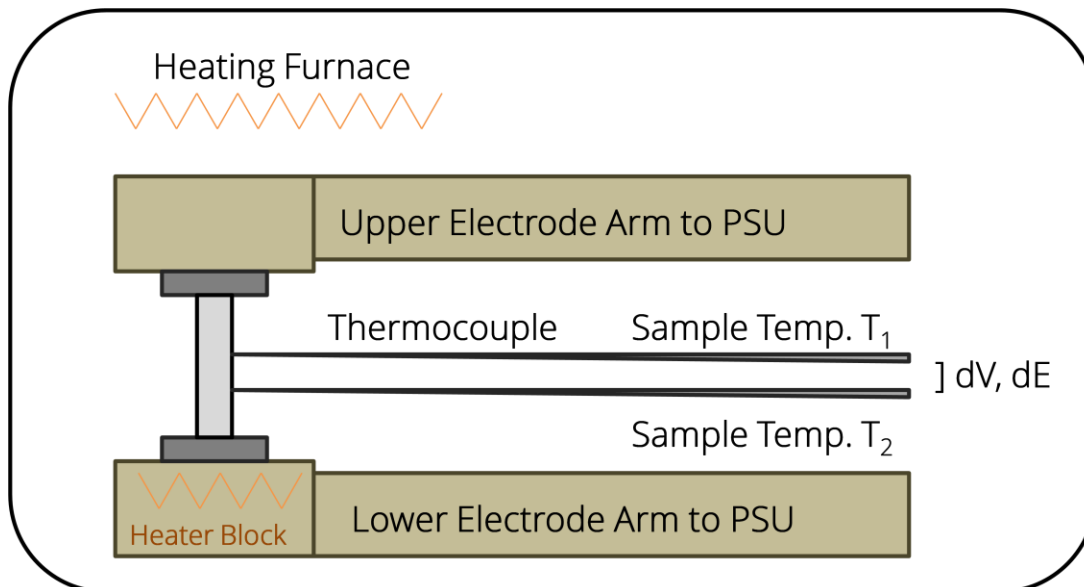 Heating Furnace
Upper Electrode Arm to PSU
Thermocouple
Sample Temp. T₁
] dV, dE
Sample Temp. T₂
Lower Electrode Arm to PSU
Heater Block